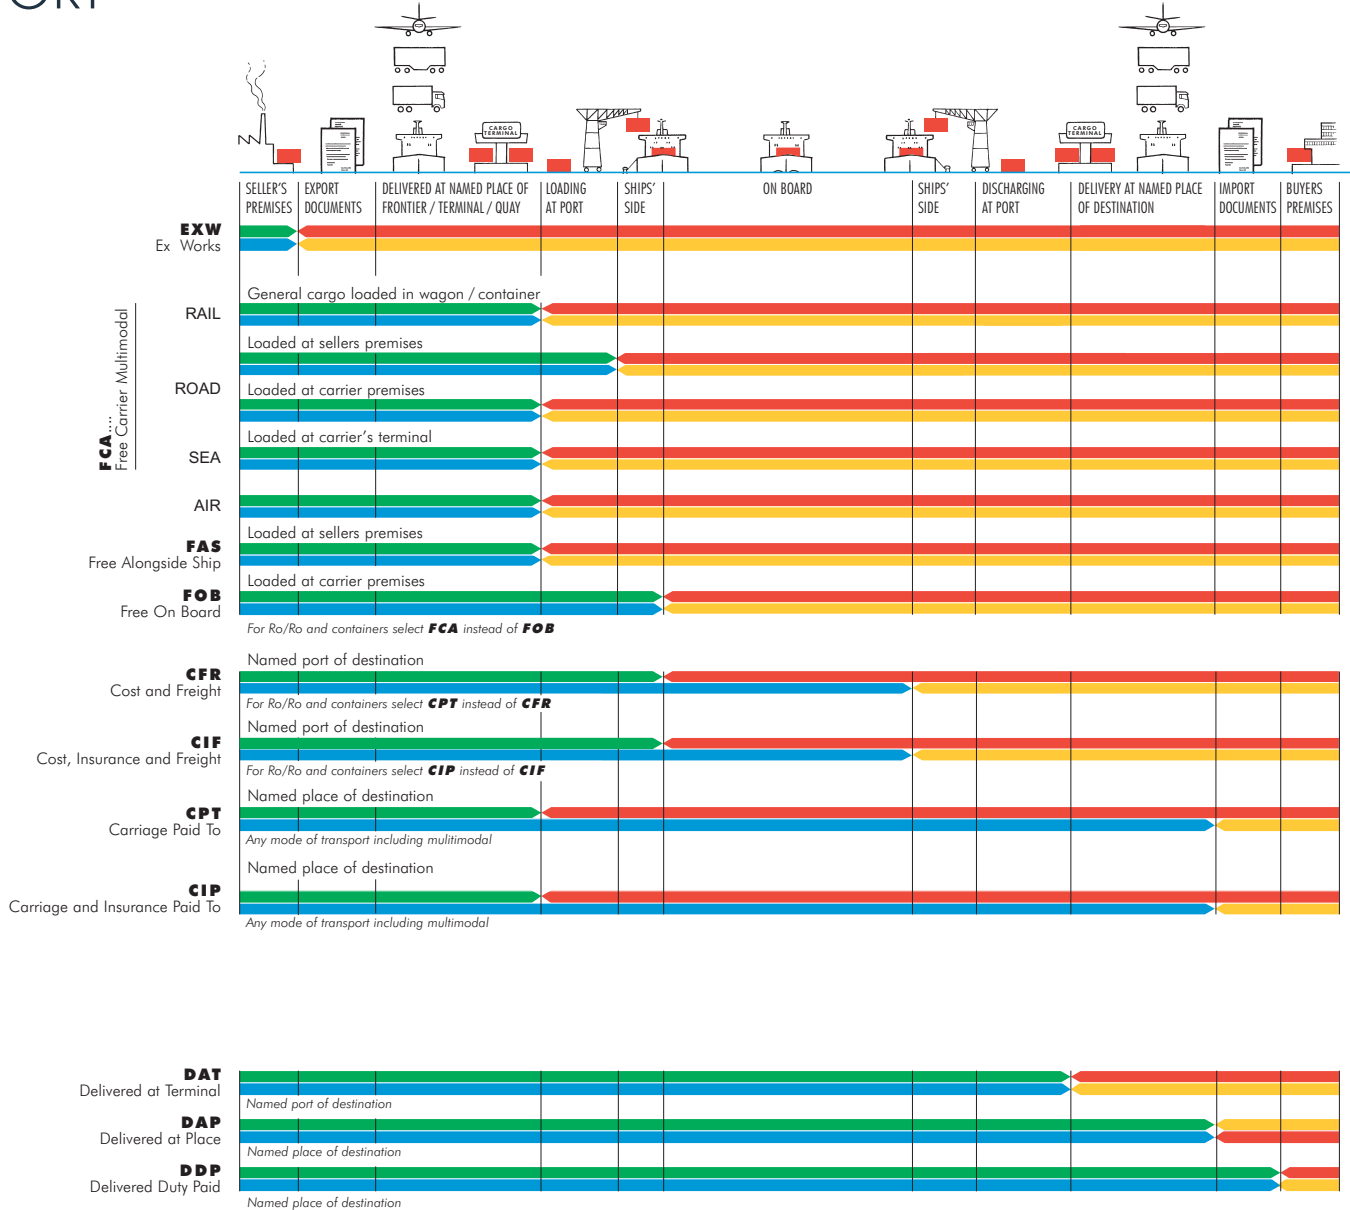 CARGO
TERMINAL
CARGO
TERMINAL
SELLER'S
PREMISES
EXPORT
DOCUMENTS
DELIVERED AT NAMED PLACE OF
FRONTIER / TERMINAL / QUAY
LOADING
AT PORT
SHIPS'
SIDE
ON BOARD
SHIPS'
SIDE
DISCHARGING
AT PORT
DELIVERY AT NAMED PLACE
OF DESTINATION
IMPORT
DOCUMENTS
BUYERS
PREMISES
EXW
Ex Works
FCA....
Free Carrier Multimodal
General cargo loaded in wagon / container
RAIL
Loaded at sellers premises
ROAD
Loaded at carrier premises
Loaded at carrier's terminal
SEA
AIR
Loaded at sellers premises
FAS
Free Alongside Ship
Loaded at carrier premises
FOB
Free On Board
For Ro/Ro and containers select FCA instead of FOB
Named port of destination
CFR
Cost and Freight
For Ro/Ro and containers select CPT instead of CFR
Named port of destination
CIF
Cost, Insurance and Freight
For Ro/Ro and containers select CIP instead of CIF
Named place of destination
CPT
Carriage Paid To
Any mode of transport including mulitimodal
Named place of destination
CIP
Carriage and Insurance Paid To
Any mode of transport including multimodal
DAT
Delivered at Terminal
Named port of destination
DAP
Delivered at Place
Named place of destination
DDP
Delivered Duty Paid
Named place of destination